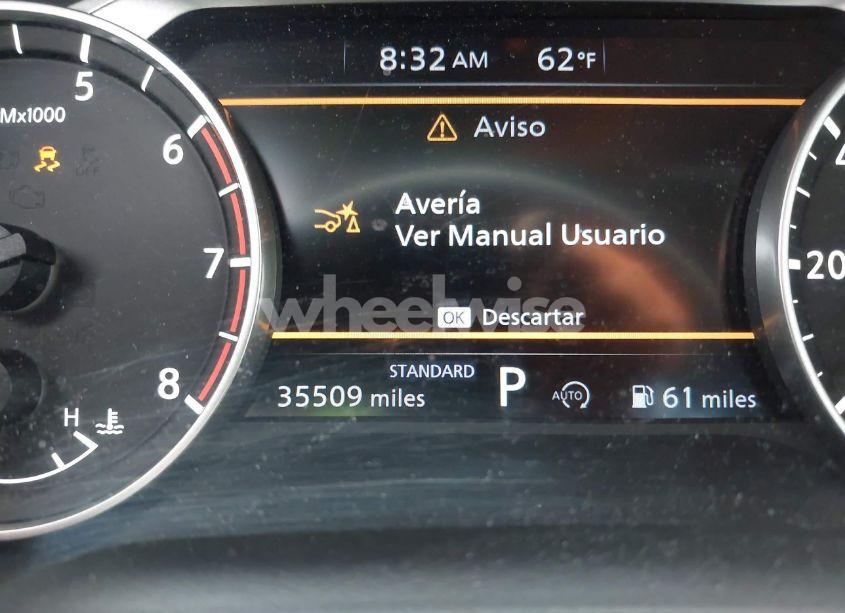 8:32 AM 62°F
5
Mx1000
6
OFF
Aviso
Avería
Ver Manual Usuario
7
20
wheelwise
OK Descartar
8
STANDARD
35509 miles P AUTO 61 miles
H